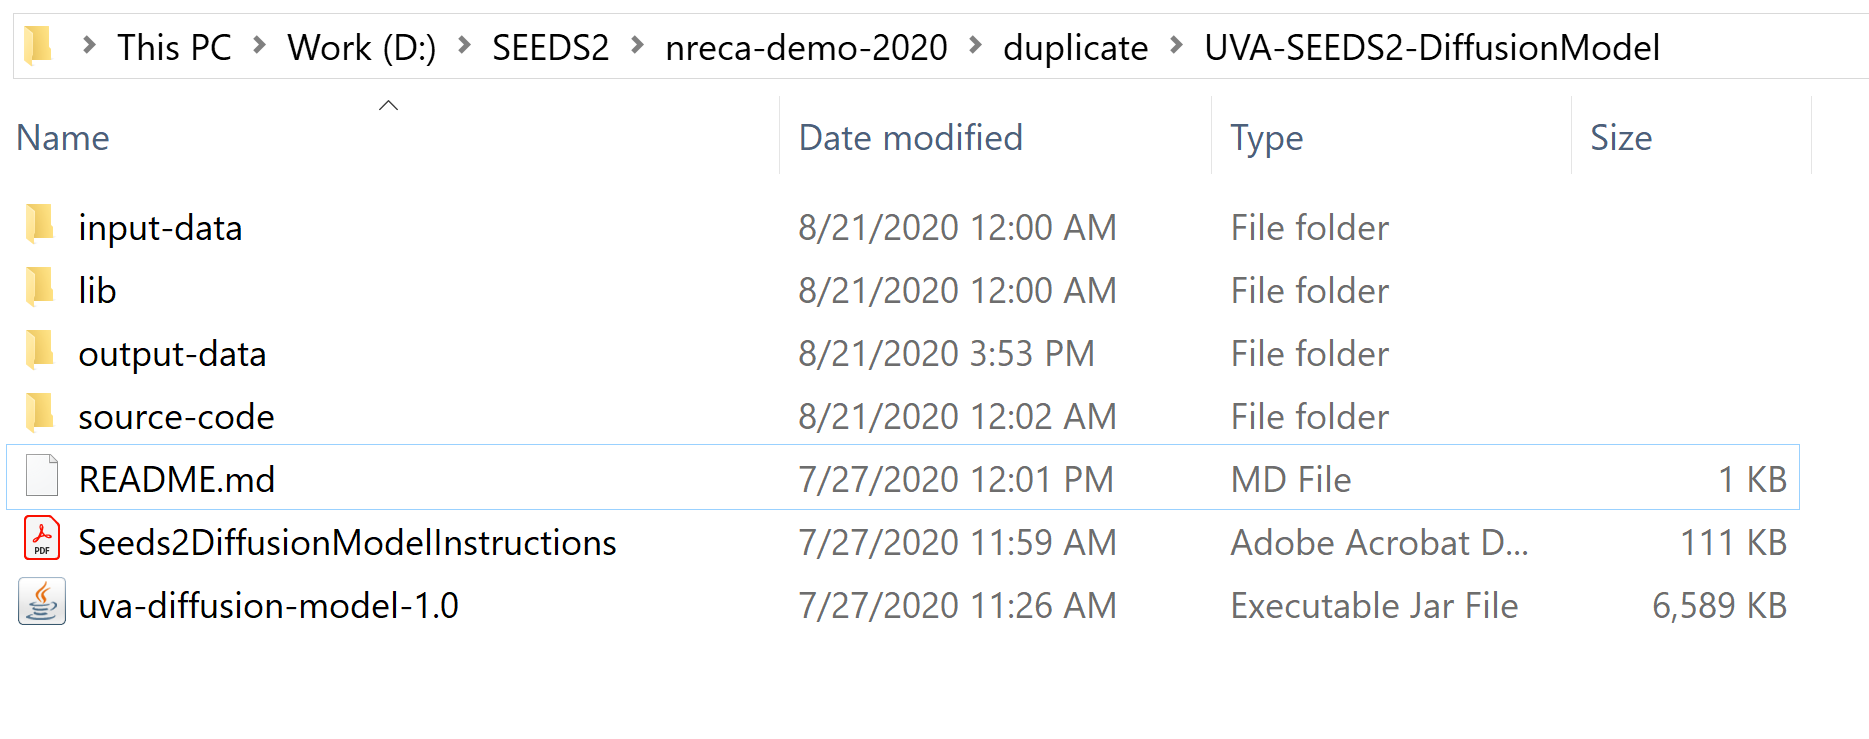 This PC > Work (D:) > SEEDS2 > nreca-demo-2020 > duplicate > UVA-SEEDS2-DiffusionModel
Name Date modified Type Size
input-data 8/21/2020 12:00 AM File folder
lib 8/21/2020 12:00 AM File folder
output-data 8/21/2020 3:53 PM File folder
source-code 8/21/2020 12:02 AM File folder
README.md 7/27/2020 12:01 PM MD File 1 KB
PDF Seeds2DiffusionModelInstructions 7/27/2020 11:59 AM Adobe Acrobat D... 111 KB
uva-diffusion-model-1.0 7/27/2020 11:26 AM Executable Jar File 6,589 KB